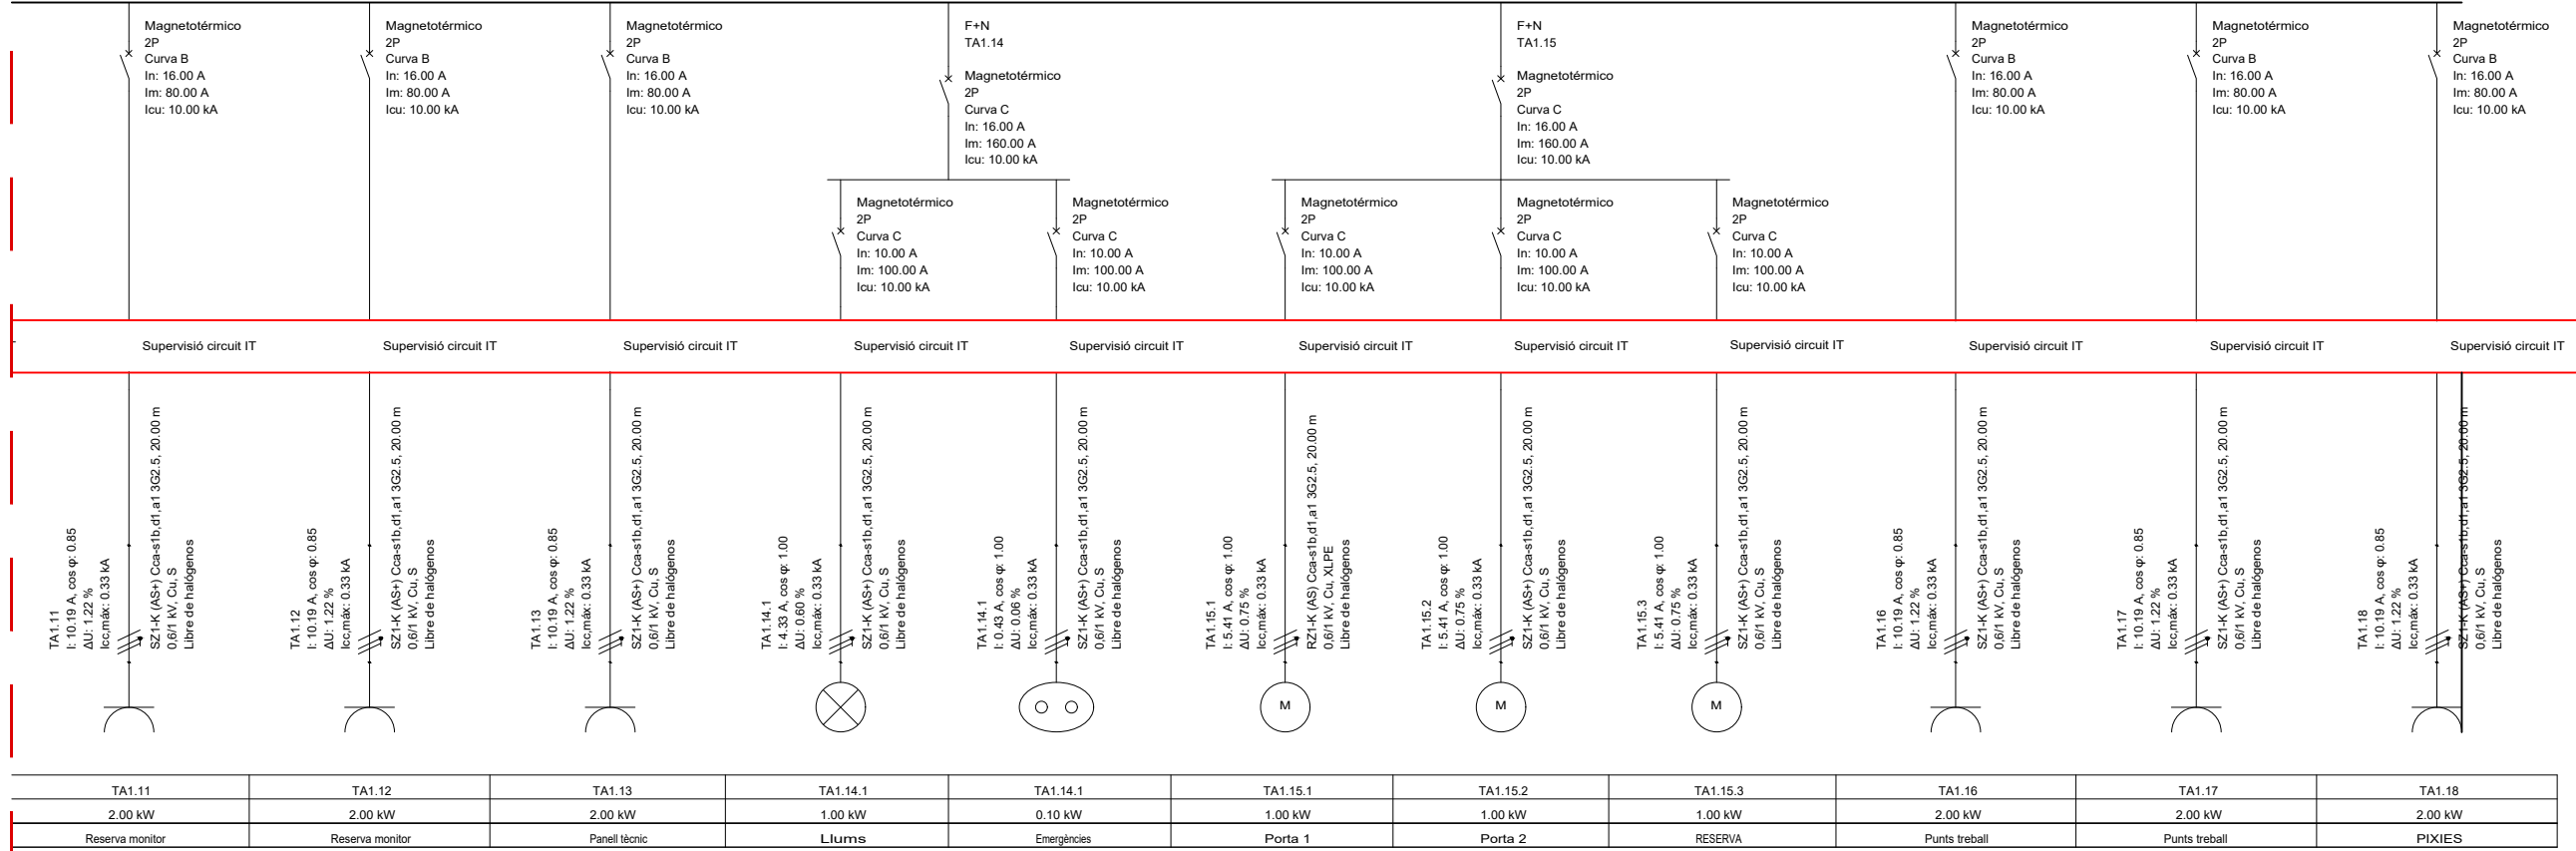 Magnetotérmico
2P
Curva B
In: 16.00 A
Im: 80.00 A
Icu: 10.00 kA
Magnetotérmico
2P
Curva B
In: 16.00 A
Im: 80.00 A
Icu: 10.00 kA
Magnetotérmico
2P
Curva B
In: 16.00 A
Im: 80.00 A
Icu: 10.00 kA
F+N
TA1.14
Magnetotérmico
2P
Curva C
In: 16.00 A
Im: 160.00 A
Icu: 10.00 kA
F+N
TA1.15
Magnetotérmico
2P
Curva C
In: 16.00 A
Im: 160.00 A
Icu: 10.00 kA
Magnetotérmico
2P
Curva B
In: 16.00 A
Im: 80.00 A
Icu: 10.00 kA
Magnetotérmico
2P
Curva B
In: 16.00 A
Im: 80.00 A
Icu: 10.00 kA
Magnetotérmico
2P
Curva B
In: 16.00 A
Im: 80.00 A
Icu: 10.00 kA
Magnetotérmico
2P
Curva C
In: 10.00 A
Im: 100.00 A
Icu: 10.00 kA
Magnetotérmico
2P
Curva C
In: 10.00 A
Im: 100.00 A
Icu: 10.00 kA
Magnetotérmico
2P
Curva C
In: 10.00 A
Im: 100.00 A
Icu: 10.00 kA
Magnetotérmico
2P
Curva C
In: 10.00 A
Im: 100.00 A
Icu: 10.00 kA
Magnetotérmico
2P
Curva C
In: 10.00 A
Im: 100.00 A
Icu: 10.00 kA
Supervisió circuit IT
Supervisió circuit IT
Supervisió circuit IT
Supervisió circuit IT
Supervisió circuit IT
Supervisió circuit IT
Supervisió circuit IT
Supervisió circuit IT
Supervisió circuit IT
Supervisió circuit IT
Supervisió circuit IT
TA1.11
I: 10.19 A, cos φ: 0.85
ΔU: 1.22 %
Icc,máx: 0.33 kA
SZ1-K (AS+) Cca-s1b,d1,a1 3G2.5, 20.00 m
0,6/1 kV, Cu, S
Libre de halógenos
TA1.12
I: 10.19 A, cos φ: 0.85
ΔU: 1.22 %
Icc,máx: 0.33 kA
SZ1-K (AS+) Cca-s1b,d1,a1 3G2.5, 20.00 m
0,6/1 kV, Cu, S
Libre de halógenos
TA1.13
I: 10.19 A, cos φ: 0.85
ΔU: 1.22 %
Icc,máx: 0.33 kA
SZ1-K (AS+) Cca-s1b,d1,a1 3G2.5, 20.00 m
0,6/1 kV, Cu, S
Libre de halógenos
TA1.14.1
I: 4.33 A, cos φ: 1.00
ΔU: 0.60 %
Icc,máx: 0.33 kA
SZ1-K (AS+) Cca-s1b,d1,a1 3G2.5, 20.00 m
0,6/1 kV, Cu, S
Libre de halógenos
TA1.14.1
I: 0.43 A, cos φ: 1.00
ΔU: 0.06 %
Icc,máx: 0.33 kA
SZ1-K (AS+) Cca-s1b,d1,a1 3G2.5, 20.00 m
0,6/1 kV, Cu, S
Libre de halógenos
TA1.15.1
I: 5.41 A, cos φ: 1.00
ΔU: 0.75 %
Icc,máx: 0.33 kA
RZ1-K (AS) Cca-s1b,d1,a1 3G2.5, 20.00 m
0,6/1 kV, Cu, XLPE
Libre de halógenos
TA1.15.2
I: 5.41 A, cos φ: 1.00
ΔU: 0.75 %
Icc,máx: 0.33 kA
SZ1-K (AS+) Cca-s1b,d1,a1 3G2.5, 20.00 m
0,6/1 kV, Cu, S
Libre de halógenos
TA1.15.3
I: 5.41 A, cos φ: 1.00
ΔU: 0.75 %
Icc,máx: 0.33 kA
SZ1-K (AS+) Cca-s1b,d1,a1 3G2.5, 20.00 m
0,6/1 kV, Cu, S
Libre de halógenos
TA1.16
I: 10.19 A, cos φ: 0.85
ΔU: 1.22 %
Icc,máx: 0.33 kA
SZ1-K (AS+) Cca-s1b,d1,a1 3G2.5, 20.00 m
0,6/1 kV, Cu, S
Libre de halógenos
TA1.17
I: 10.19 A, cos φ: 0.85
ΔU: 1.22 %
Icc,máx: 0.33 kA
SZ1-K (AS+) Cca-s1b,d1,a1 3G2.5, 20.00 m
0,6/1 kV, Cu, S
Libre de halógenos
TA1.18
I: 10.19 A, cos φ: 0.85
ΔU: 1.22 %
Icc,máx: 0.33 kA
SZ1-K (AS+) Cca-s1b,d1,a1 3G2.5, 20.00 m
0,6/1 kV, Cu, S
Libre de halógenos
M
M
M
TA1.11 TA1.12 TA1.13 TA1.14.1 TA1.14.1 TA1.15.1 TA1.15.2 TA1.15.3 TA1.16 TA1.17 TA1.18
2.00 kW 2.00 kW 2.00 kW 1.00 kW 0.10 kW 1.00 kW 1.00 kW 1.00 kW 2.00 kW 2.00 kW 2.00 kW
Reserva monitor Reserva monitor Panell tècnic Llums Emergències Porta 1 Porta 2 RESERVA Punts treball Punts treball PIXIES